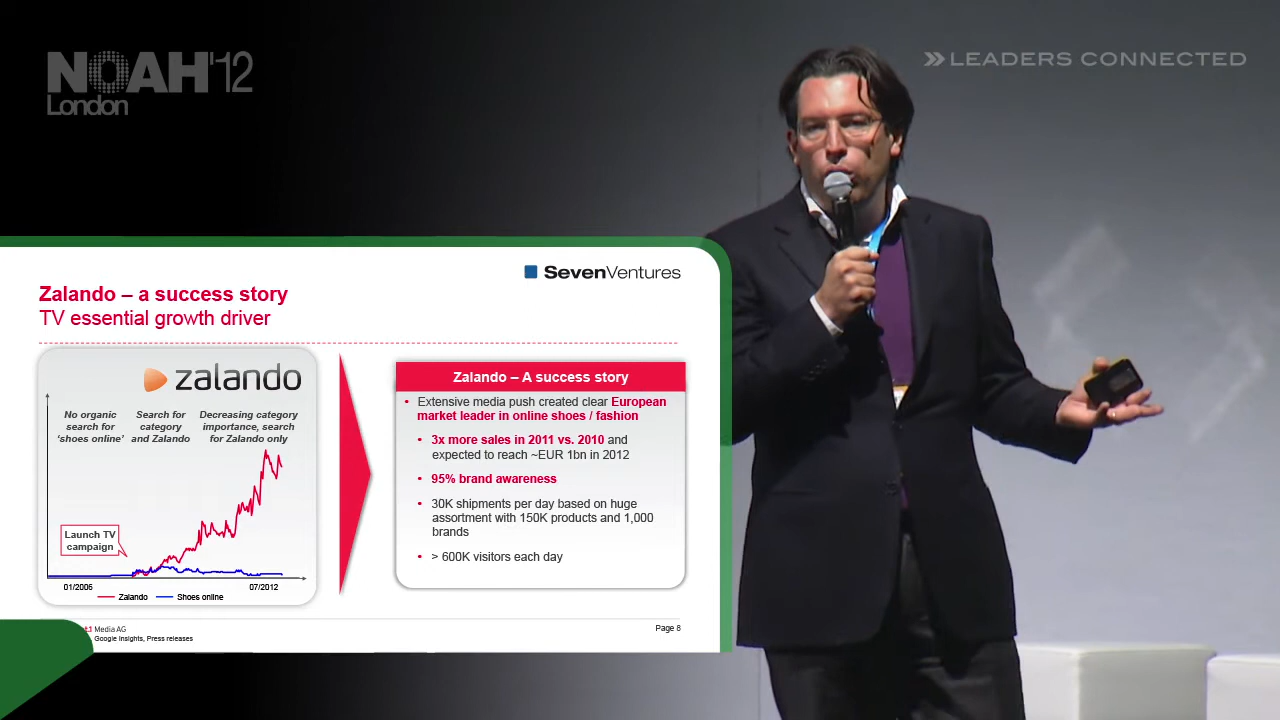 NOAH'12
London
LEADERS CONNECTED
SevenVentures
Zalando – a success story
TV essential growth driver
zalando
No organic
search for
‘shoes online’
Search for
category
and Zalando
Decreasing category
importance, search
for Zalando only
Launch TV
campaign
01/2006
07/2012
Zalando
Shoes online
Zalando – A success story
• Extensive media push created clear European
market leader in online shoes / fashion
• 3x more sales in 2011 vs. 2010 and
expected to reach ~EUR 1bn in 2012
• 95% brand awareness
• 30K shipments per day based on huge
assortment with 150K products and 1,000
brands
• > 600K visitors each day
Media AG
Google Insights, Press releases
Page 8